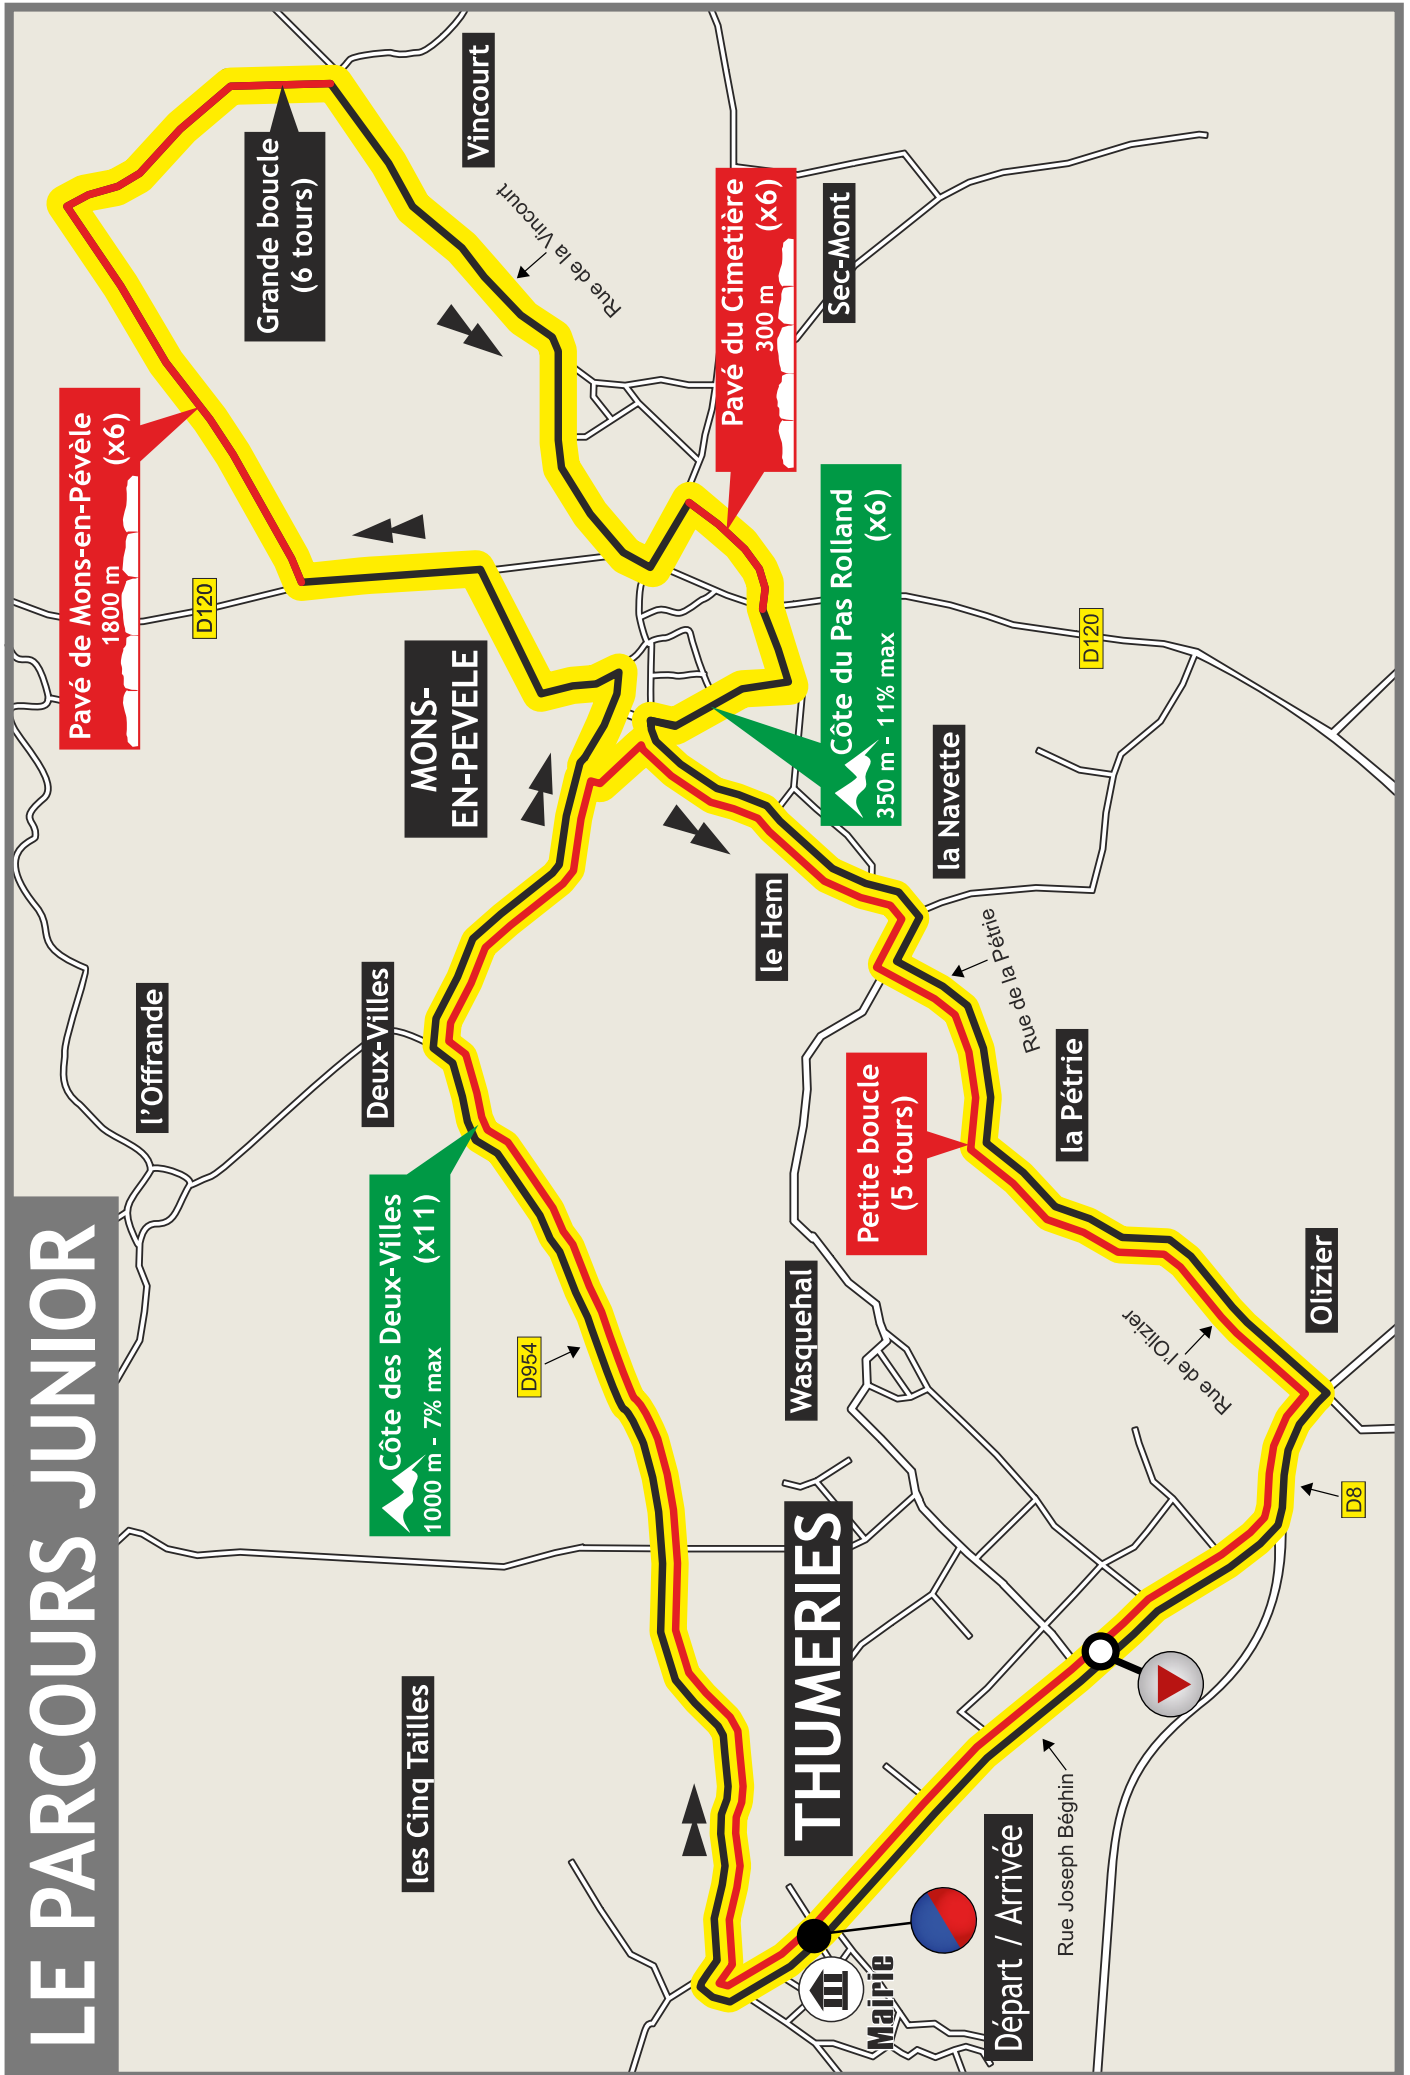 LE PARCOURS JUNIOR
l'Offrande
Pavé de Mons-en-Pévèle
(x6)
1800 m
D120
Grande boucle
(6 tours)
Vincourt
Rue de la Vincourt
MONS-
EN-PEVELE
Deux-Villes
Côte des Deux-Villes
(x11)
1000 m - 7% max
D954
les Cinq Tailles
Pavé du Cimetière
(x6)
300 m
Sec-Mont
Côte du Pas Rolland
(x6)
350 m - 11% max
D120
le Hem
la Navette
Rue de la Pétrie
la Pétrie
Petite boucle
(5 tours)
Wasquehal
THUMERIES
Olizier
Rue de l'Olizier
D8
Mairie
Départ / Arrivée
Rue Joseph Béghin